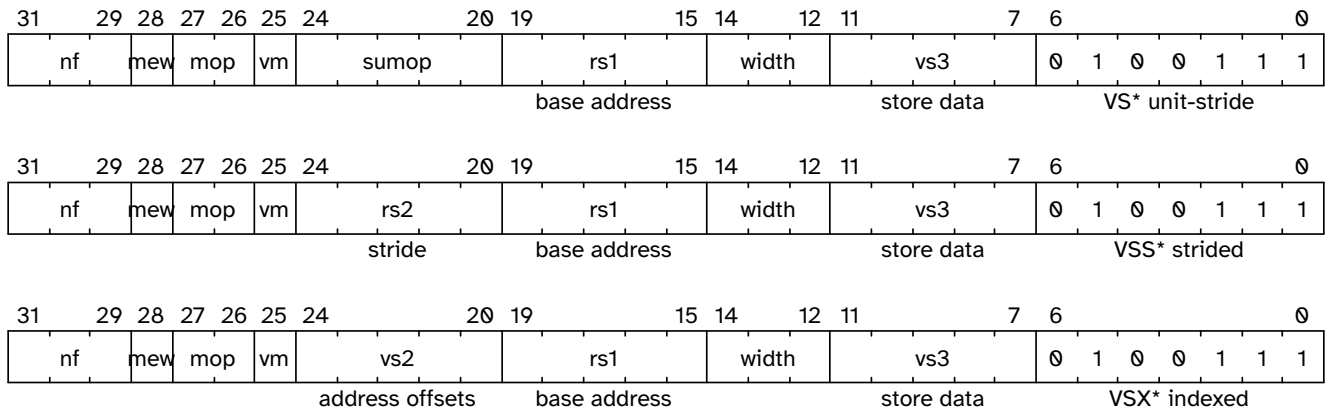 31 29 28 27 26 25 24 20 19 15 14 12 11 7 6 0
nf mew mop vm sumop rs1 width vs3 0 1 0 0 1 1 1
base address store data VS* unit-stride
31 29 28 27 26 25 24 20 19 15 14 12 11 7 6 0
nf mew mop vm rs2 rs1 width vs3 0 1 0 0 1 1 1
stride base address store data VSS* strided
31 29 28 27 26 25 24 20 19 15 14 12 11 7 6 0
nf mew mop vm vs2 rs1 width vs3 0 1 0 0 1 1 1
address offsets base address store data VSX* indexed